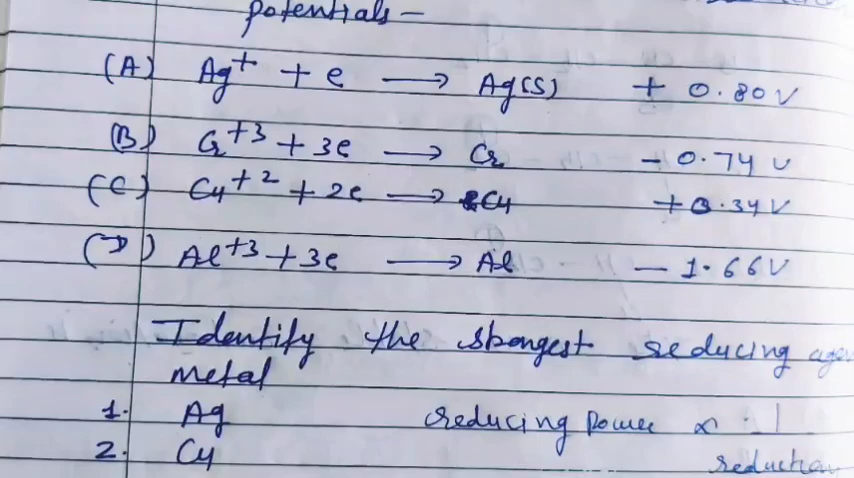 potentials —
(A) Ag⁺ + e ⟶ Ag(s) + 0.80 V
(B) Cr⁺³ + 3e ⟶ Cr - 0.74 V
(C) Cu⁺² + 2e ⟶ Cu + 0.34 V
(D) Al⁺³ + 3e ⟶ Al — 1.66 V
Identify the strongest reducing agen
metal
1. Ag reducing power ∝ 1
2. Cu reduction